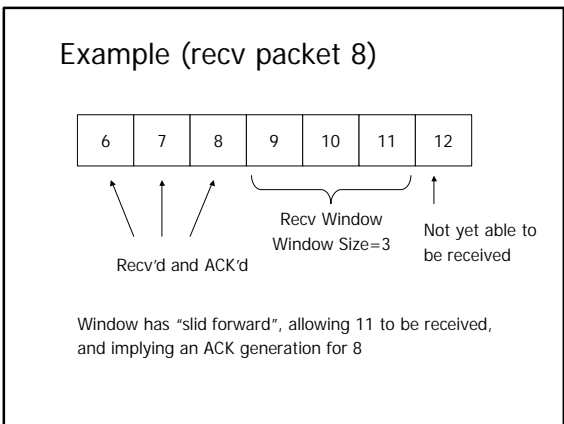 Example (recv packet 8)
6 7 8 9 10 11 12
Recv Window
Window Size=3
Not yet able to
be received
Recv'd and ACK'd
Window has "slid forward", allowing 11 to be received,
and implying an ACK generation for 8